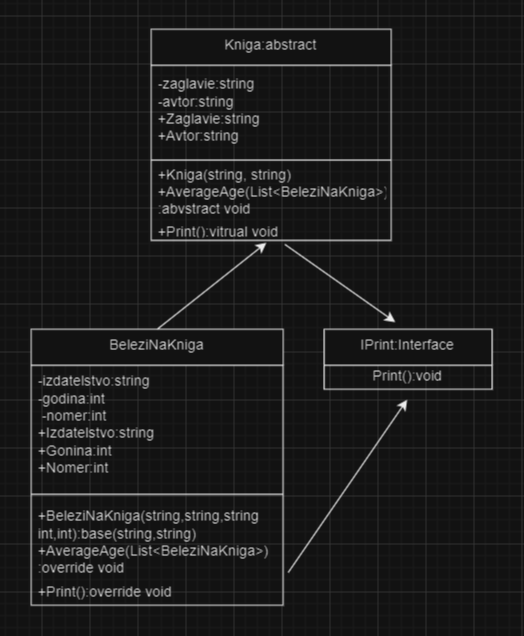 Kniga:abstract
-zaglavie:string
-avtor:string
+Zaglavie:string
+Avtor:string
+Kniga(string, string)
+AverageAge(List<BeleziNaKniga>)
:abvstract void
+Print():vitrual void
BeleziNaKniga
-izdatelstvo:string
-godina:int
-nomer:int
+Izdatelstvo:string
+Gonina:int
+Nomer:int
+BeleziNaKniga(string,string,string
int,int):base(string,string)
+AverageAge(List<BeleziNaKniga>)
:override void
+Print():override void
IPrint:Interface
Print():void